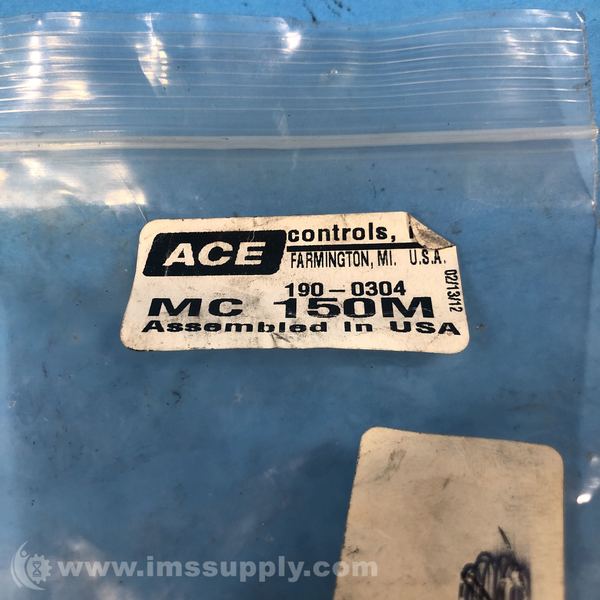 ACE controls,
FARMINGTON, MI. U.S.A.
190-0304
MC 150M
Assembled in USA
02/13/12
www.imssupply.com